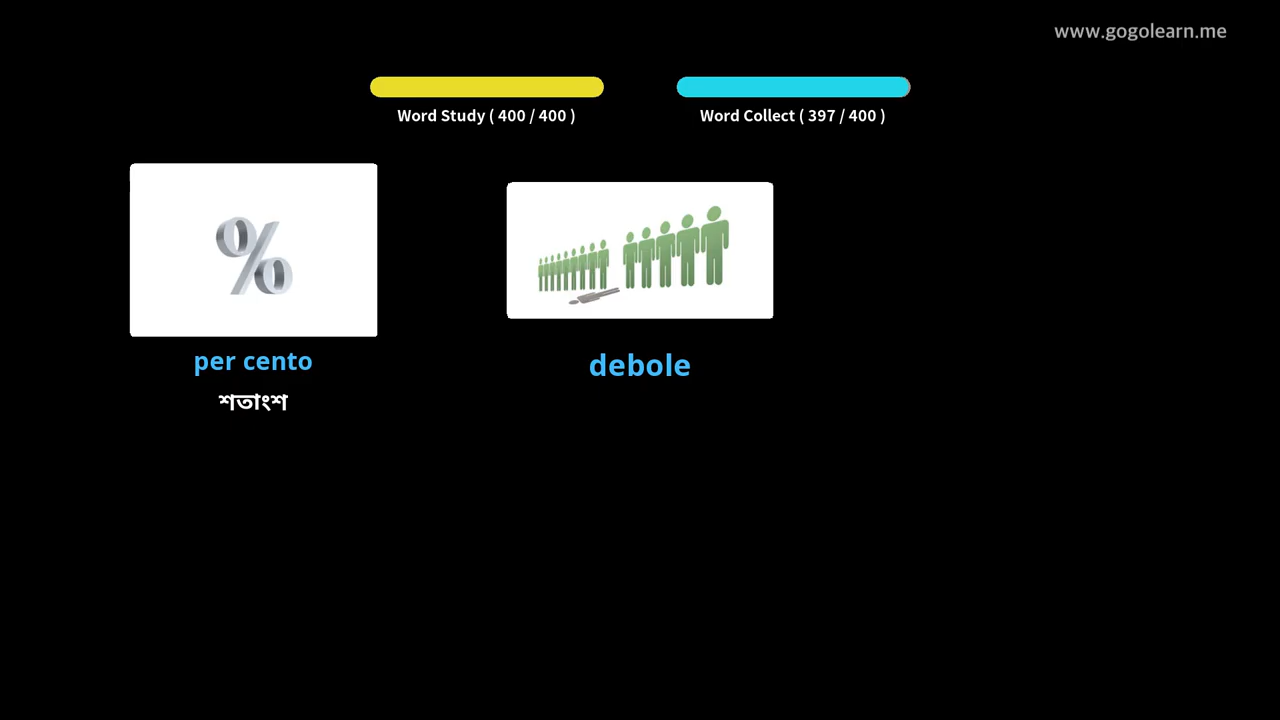 www.gogolearn.me
Word Study ( 400 / 400 )
Word Collect ( 397 / 400 )
%
per cento
শতাংশ
debole